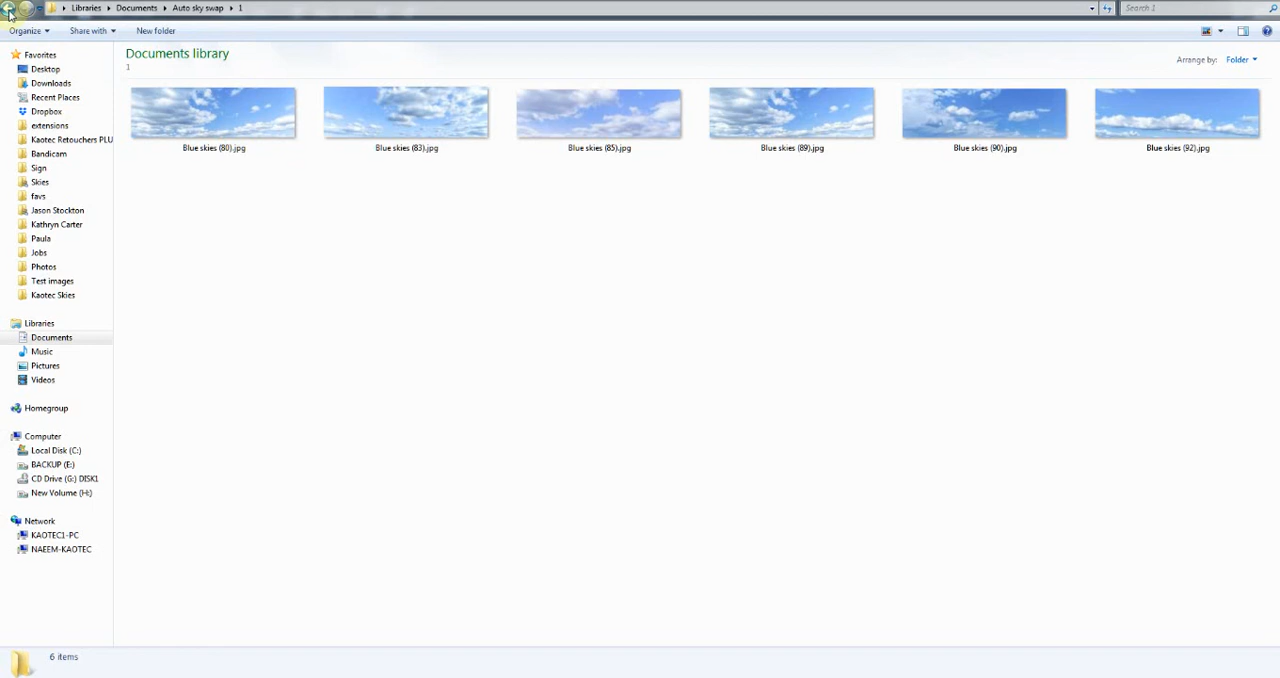 Libraries Documents Auto sky swap 1
Search 1
Organize Share with New folder
Documents library
1
Arrange by: Folder
Favorites
Desktop
Downloads
Recent Places
Dropbox
extensions
Kaotec Retouchers PLU
Bandicam
Sign
Skies
favs
Jason Stockton
Kathryn Carter
Paula
Jobs
Photos
Test images
Kaotec Skies
Libraries
Documents
Music
Pictures
Videos
Homegroup
Computer
Local Disk (C:)
BACKUP (E:)
CD Drive (G:) DISK1
New Volume (H:)
Network
KAOTEC1-PC
NAEEM-KAOTEC
Blue skies (80).jpg
Blue skies (83).jpg
Blue skies (85).jpg
Blue skies (89).jpg
Blue skies (90).jpg
Blue skies (92).jpg
6 items